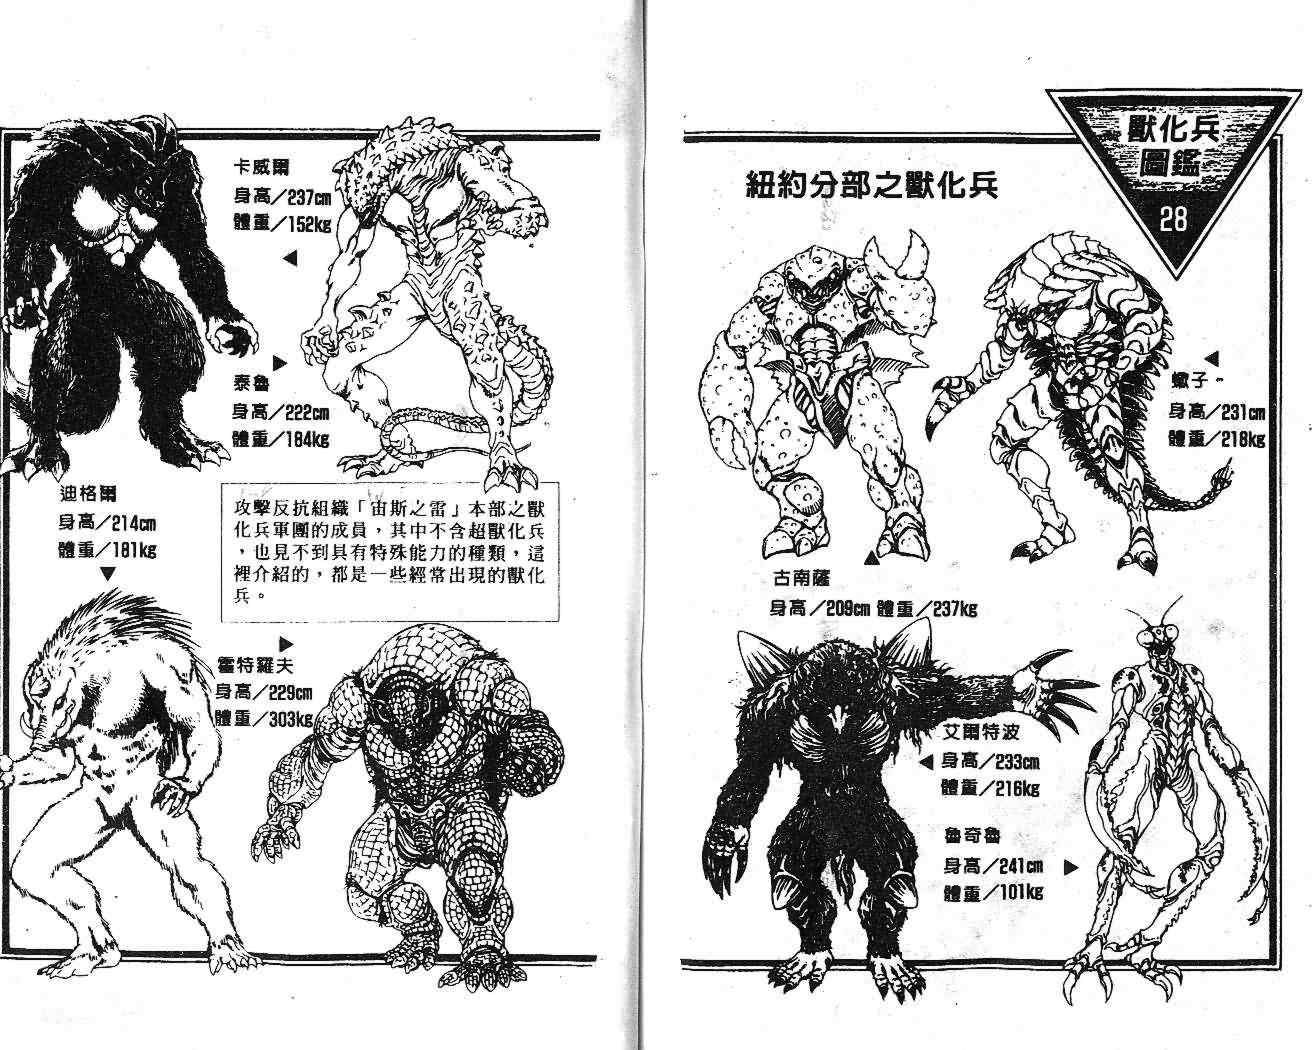 獸化兵
圖鑑
28
紐約分部之獸化兵
蠍子
身高／231cm
體重／218kg
古南薩
身高／209cm 體重／237kg
艾爾特波
身高／233cm
體重／216kg
魯奇魯
身高／241cm
體重／101kg
卡威爾
身高／237cm
體重／152kg
泰魯
身高／222cm
體重／184kg
迪格爾
身高／214cm
體重／181kg
攻擊反抗組織「宙斯之雷」本部之獸
化兵軍團的成員，其中不含超獸化兵
，也見不到具有特殊能力的種類，這
裡介紹的，都是一些經常出現的獸化
兵。
霍特羅夫
身高／229cm
體重／303kg